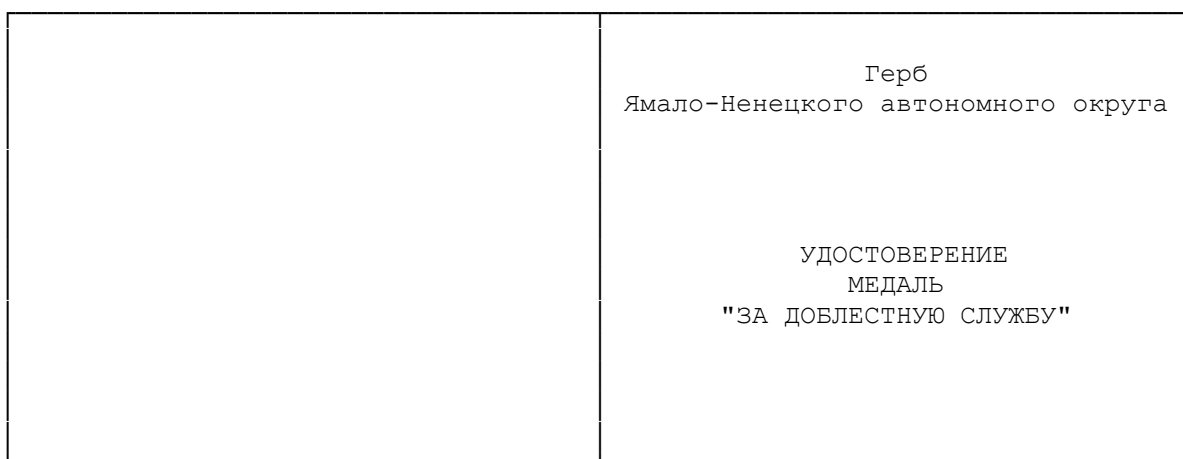 Герб
Ямало-Ненецкого автономного округа
УДОСТОВЕРЕНИЕ
МЕДАЛЬ
"ЗА ДОБЛЕСТНУЮ СЛУЖБУ"